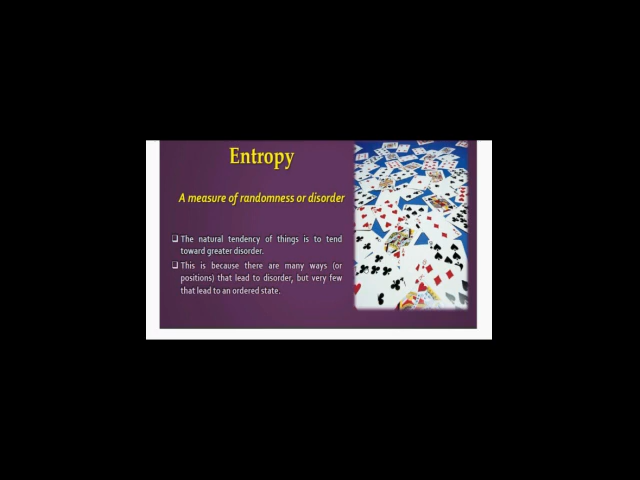 Entropy
A measure of randomness or disorder
❑ The natural tendency of things is to tend
toward greater disorder.
❑ This is because there are many ways (or
positions) that lead to disorder, but very few
that lead to an ordered state.